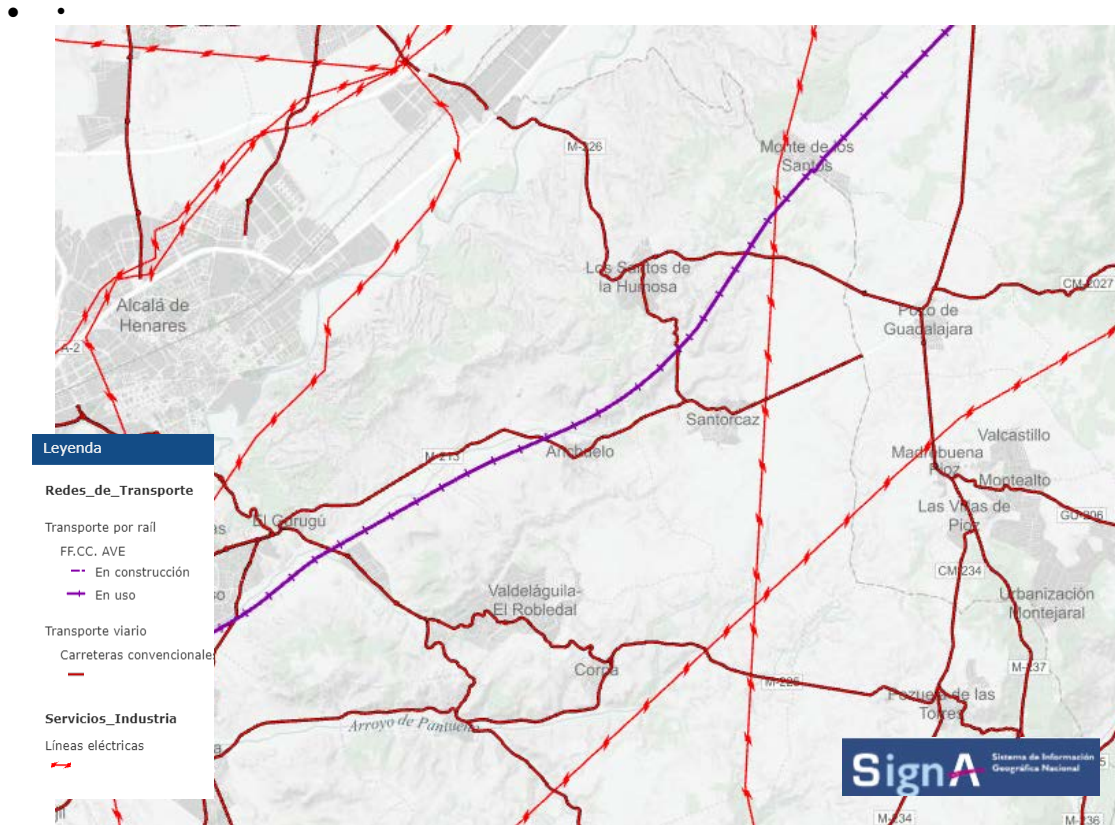 M-226
Monte de los
Santos
Los Santos de
la Humosa
CM-2027
Alcalá de
Henares
Pozo de
Guadalajara
A-2
Santorcaz
Valcastillo
Leyenda
M-213
Anchuelo
Madrebuena
Pioz
Montealto
Redes_de_Transporte
Las Villas de
Pioz
GU-206
El Gurugú
Transporte por raíl
FF.CC. AVE
En construcción
En uso
CM-234
Valdeláguila-
El Robledal
Urbanización
Montejaral
Transporte viario
Carreteras convencionale
Corpa
M-237
M-225
Pezuela de las
Torres
Servicios_Industria
Arroyo de Pantueña
Líneas eléctricas
SignA
Sistema de Información
Geográfica Nacional
M-234
M-236